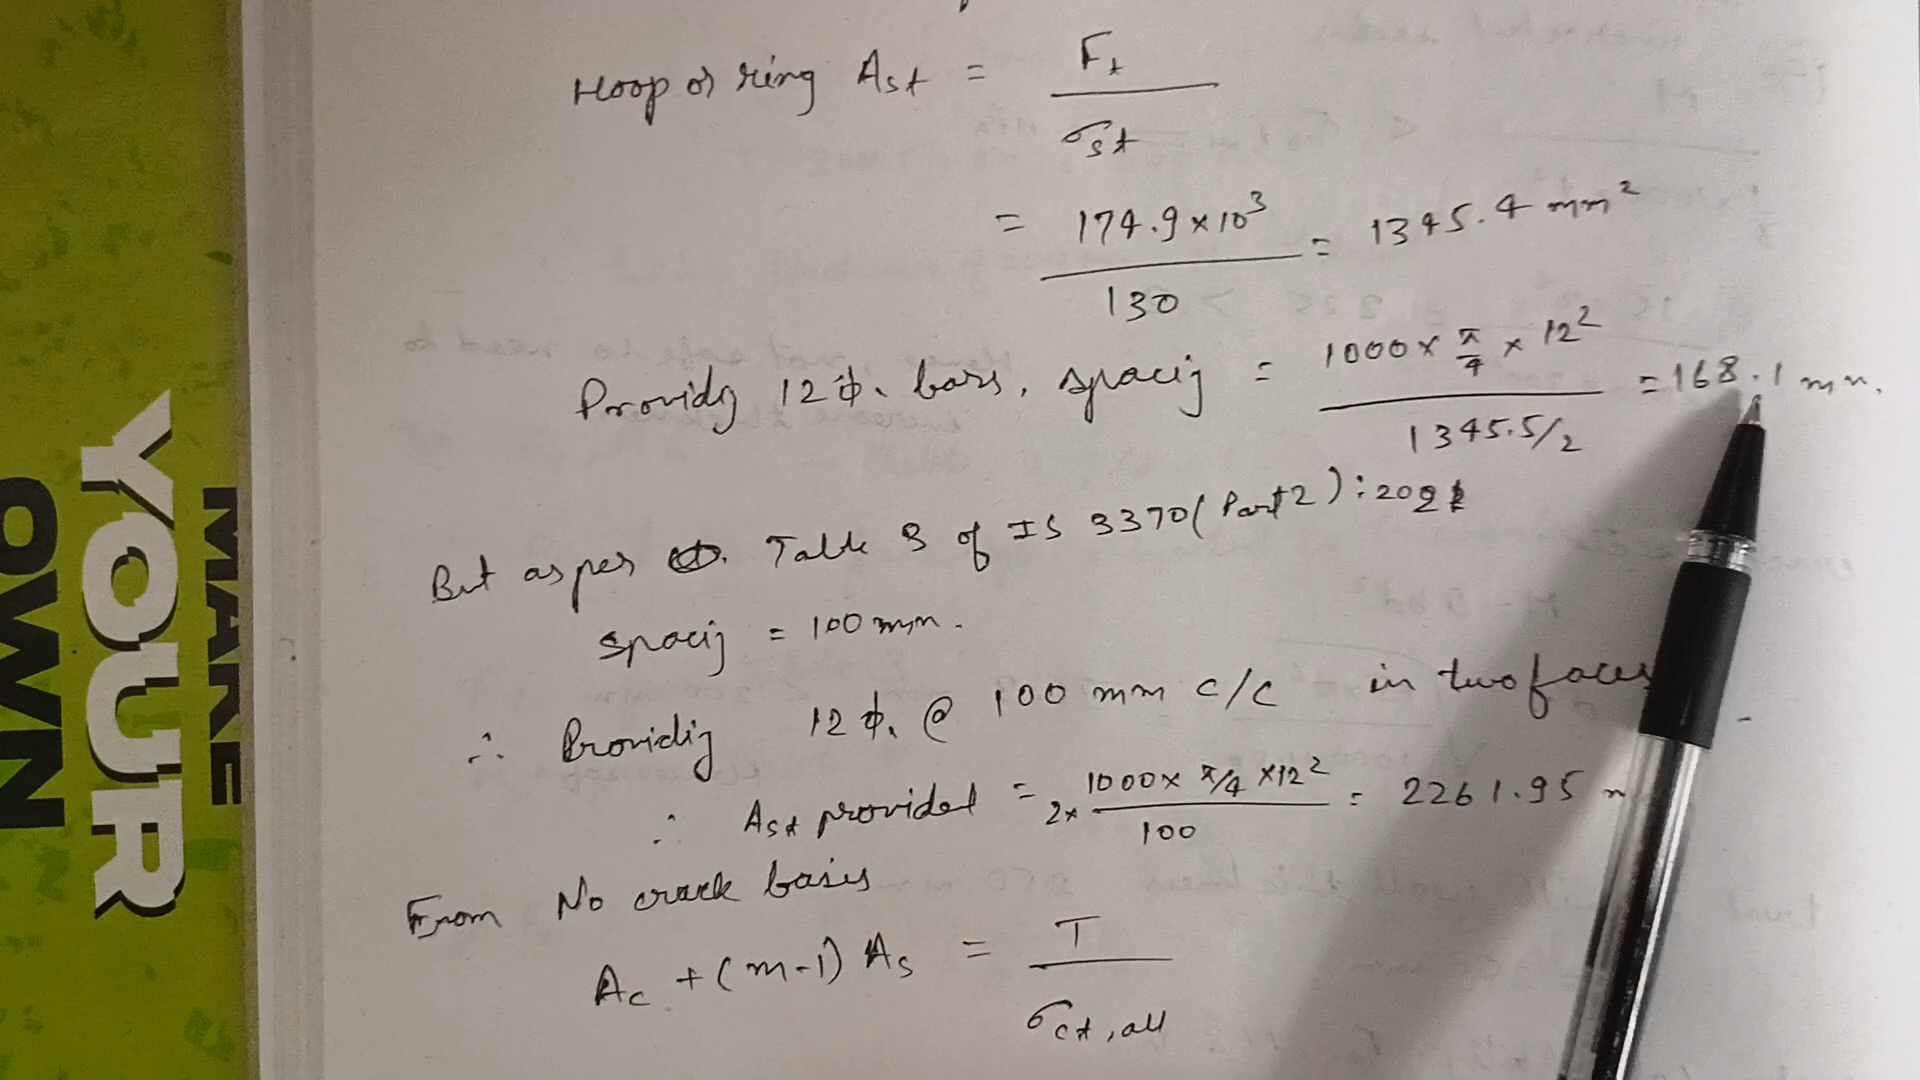 Hoop or ring Ast = Ft / σst
= 174.9 × 10³ / 130 = 1345.4 mm²
Providg 12 φ. bars, spacig = 1000 × π/4 × 12² / 1345.5/2 = 168.1 mm.
But as per Table 3 of IS 3370 (Part 2) : 2021
spacig = 100 mm.
∴ Providig 12 φ. @ 100 mm c/c in two faces
∴ Ast provided = 2× 1000 × π/4 × 12² / 100 = 2261.95
From No crack basis
Ac + (m-1) As = T / σct, all
MAKE
YOUR
OWN